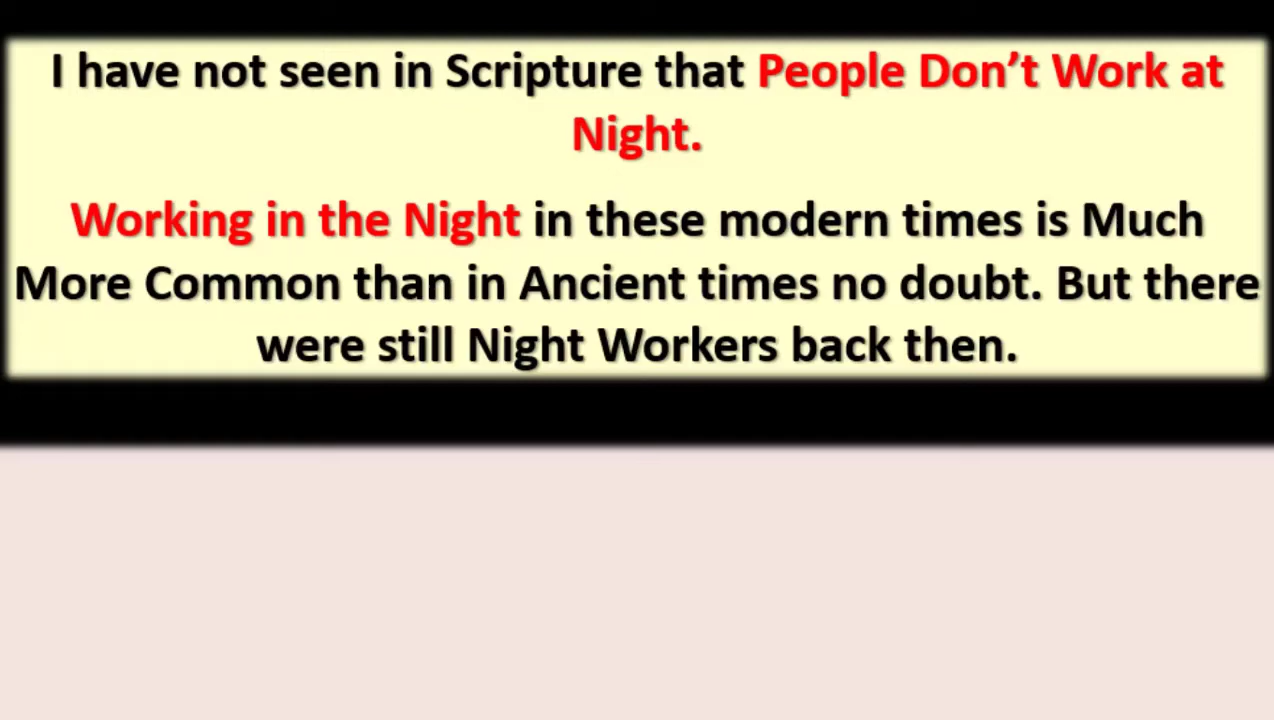 I have not seen in Scripture that People Don’t Work at
Night.
Working in the Night in these modern times is Much
More Common than in Ancient times no doubt. But there
were still Night Workers back then.